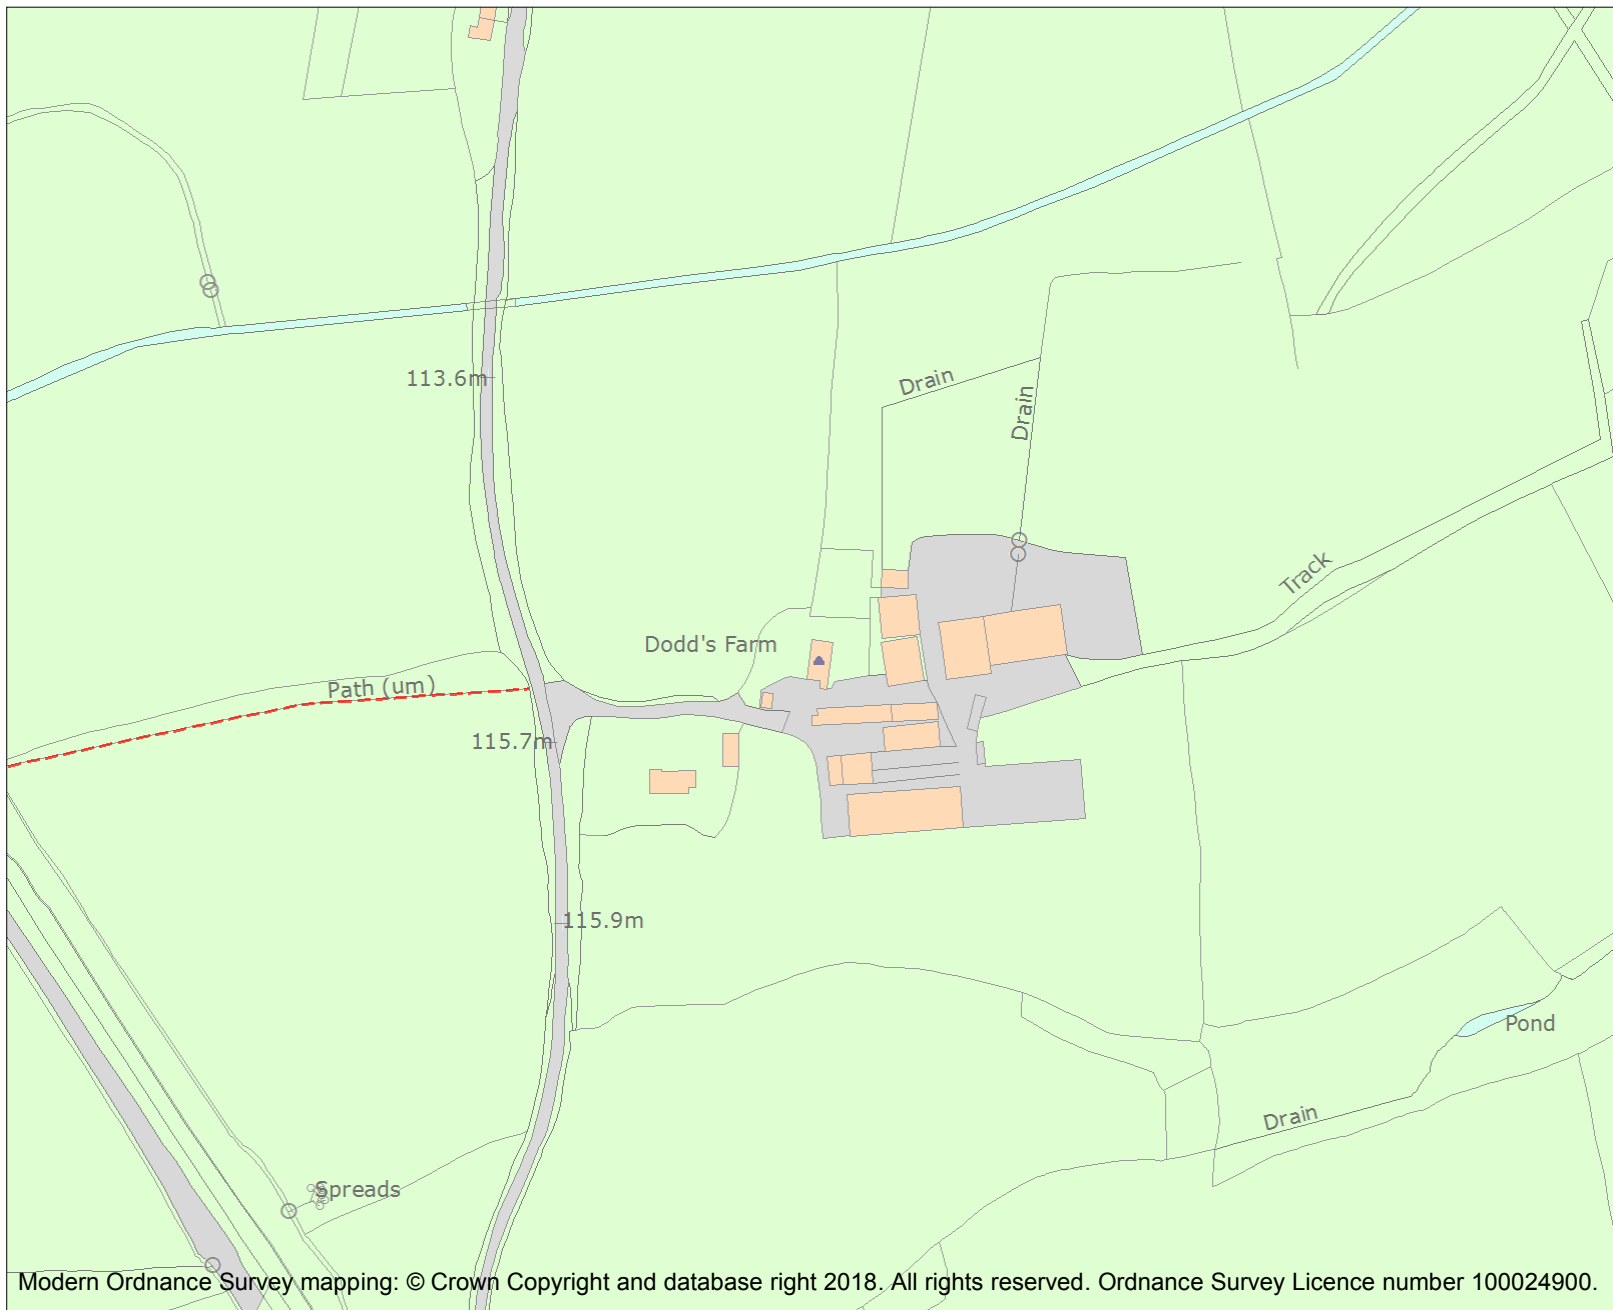 113.6m
Drain
Drain
Track
Dodd's Farm
Path (um)
115.7m
115.9m
Pond
Drain
Spreads
Modern Ordnance Survey mapping: © Crown Copyright and database right 2018. All rights reserved. Ordnance Survey Licence number 100024900.